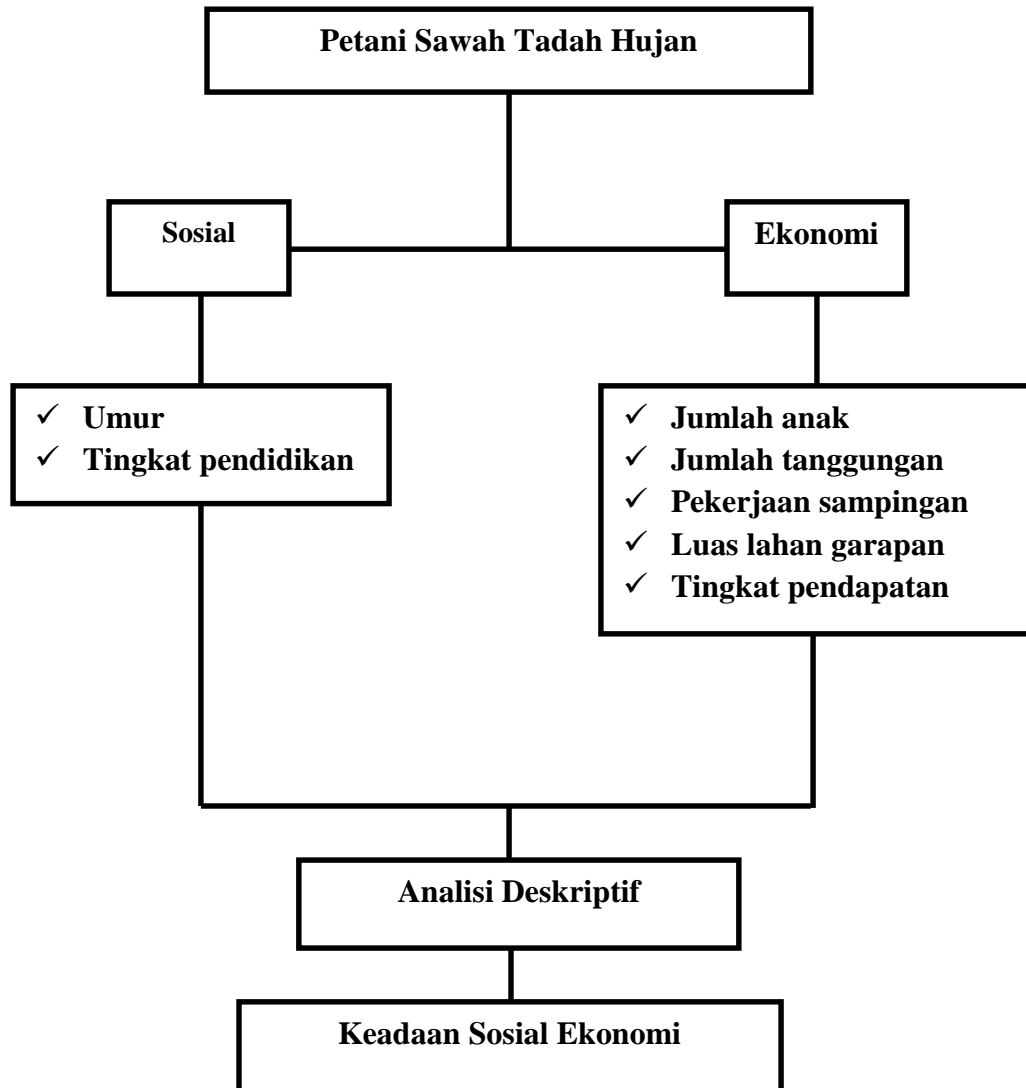 Petani Sawah Tadah Hujan
Sosial
Ekonomi
✓ Umur
✓ Tingkat pendidikan
✓ Jumlah anak
✓ Jumlah tanggungan
✓ Pekerjaan sampingan
✓ Luas lahan garapan
✓ Tingkat pendapatan
Analisi Deskriptif
Keadaan Sosial Ekonomi